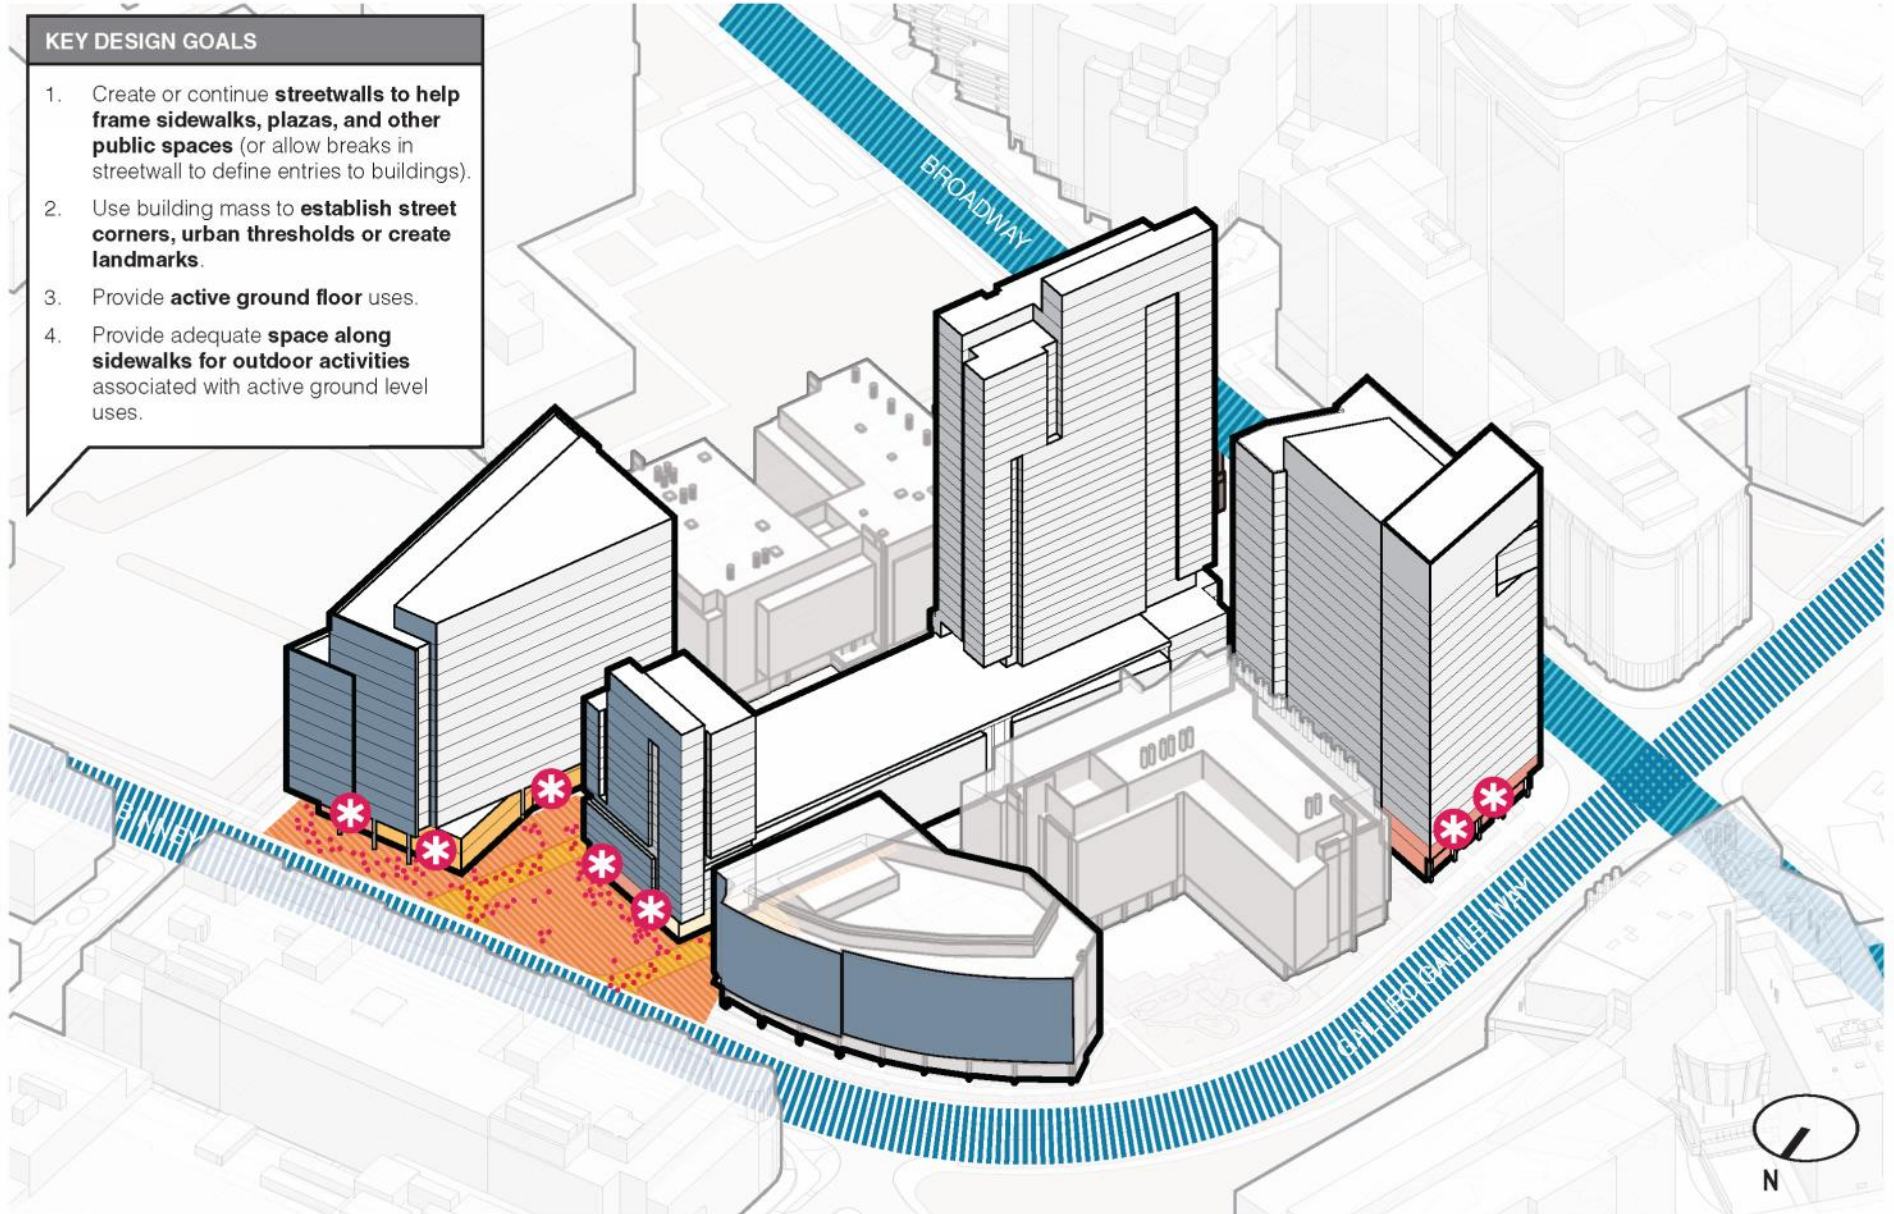 KEY DESIGN GOALS
1. Create or continue streetwalls to help
frame sidewalks, plazas, and other
public spaces (or allow breaks in
streetwall to define entries to buildings).
2. Use building mass to establish street
corners, urban thresholds or create
landmarks.
3. Provide active ground floor uses.
4. Provide adequate space along
sidewalks for outdoor activities
associated with active ground level
uses.
BROADWAY
BINNEY
GALILEO GALILEI WAY
N